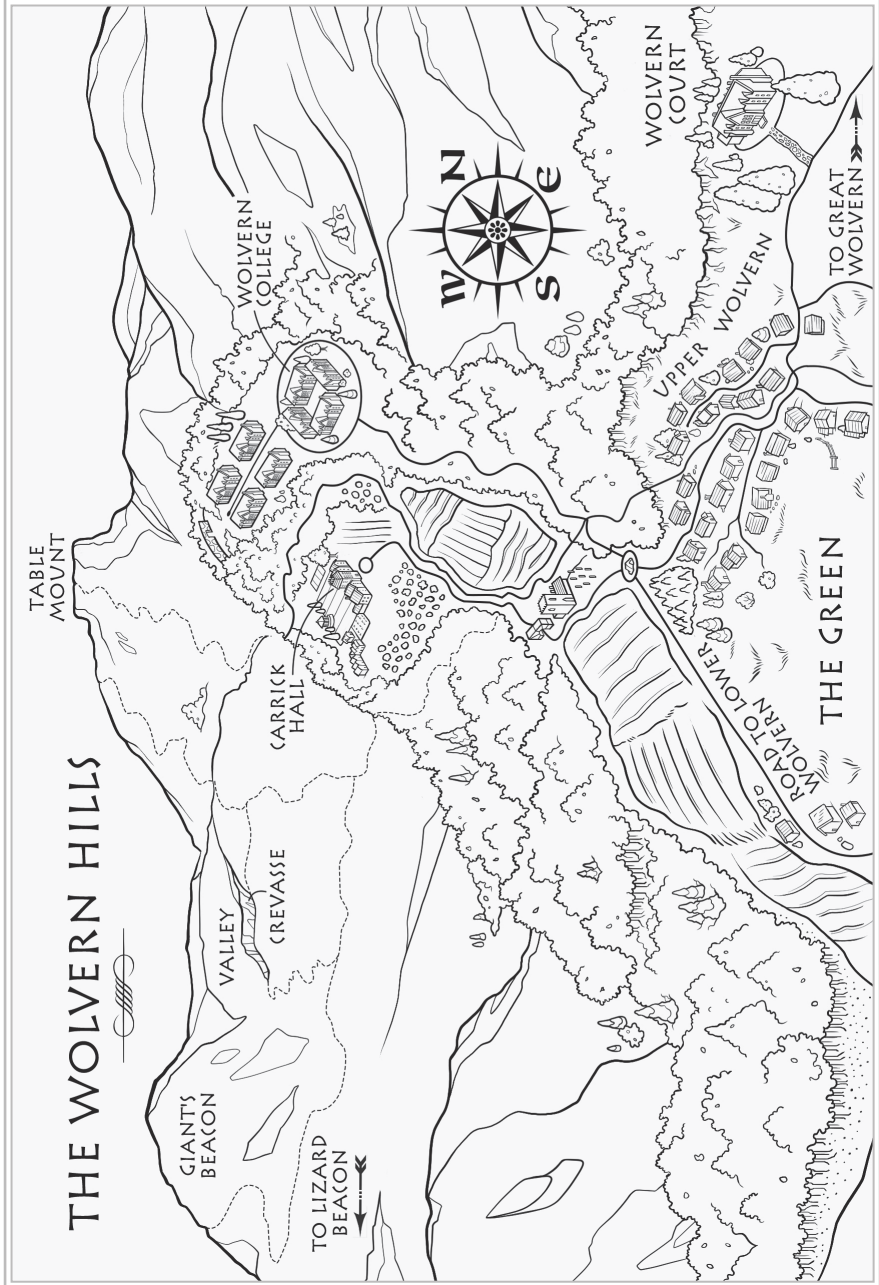 THE WOLVERN HILLS
TABLE
MOUNT
GIANT'S
BEACON
VALLEY
CREVASSE
TO LIZARD
BEACON
CARRICK
HALL
WOLVERN
COLLEGE
N
W
E
S
WOLVERN
COURT
UPPER WOLVERN
TO GREAT
WOLVERN
ROAD TO LOWER
WOLVERN
THE GREEN